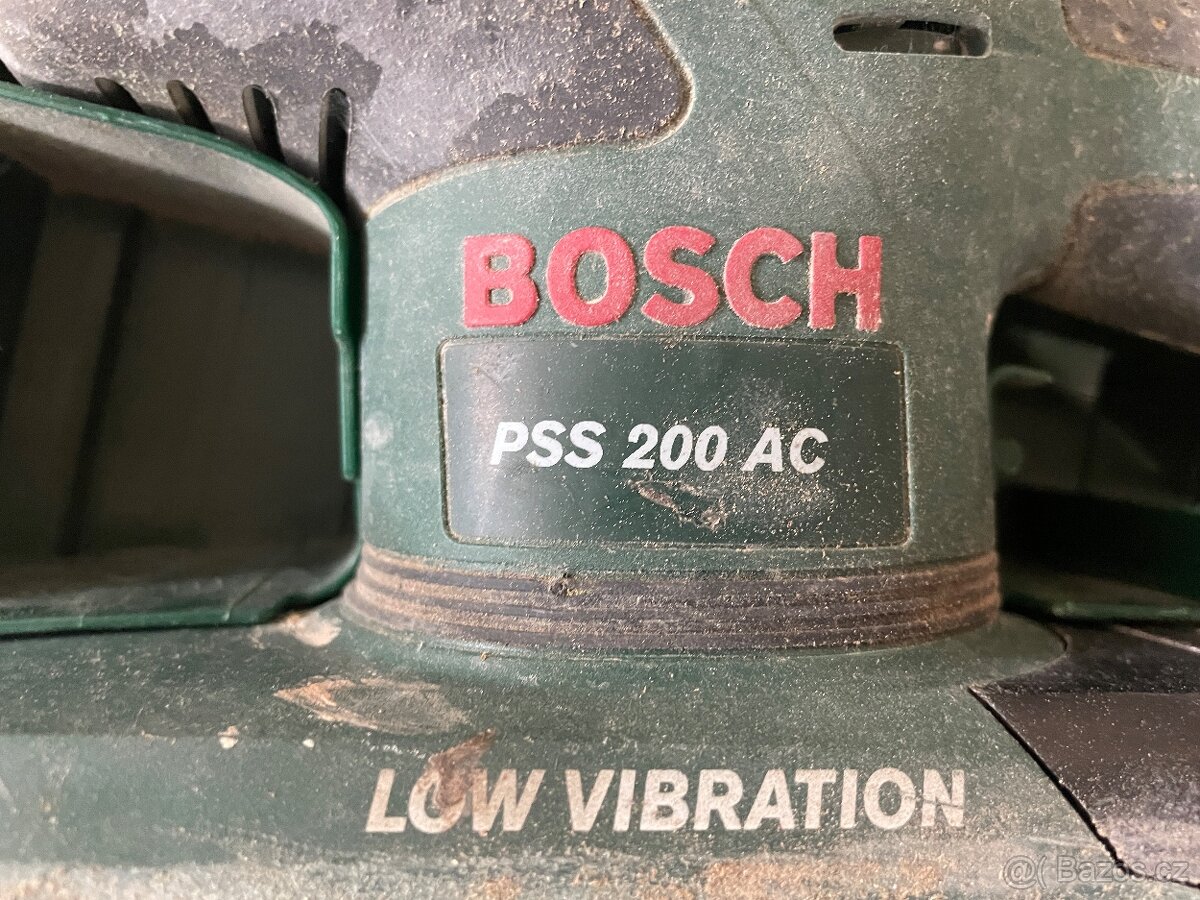 BOSCH
PSS 200 AC
LOW VIBRATION
@( Bazos.cz